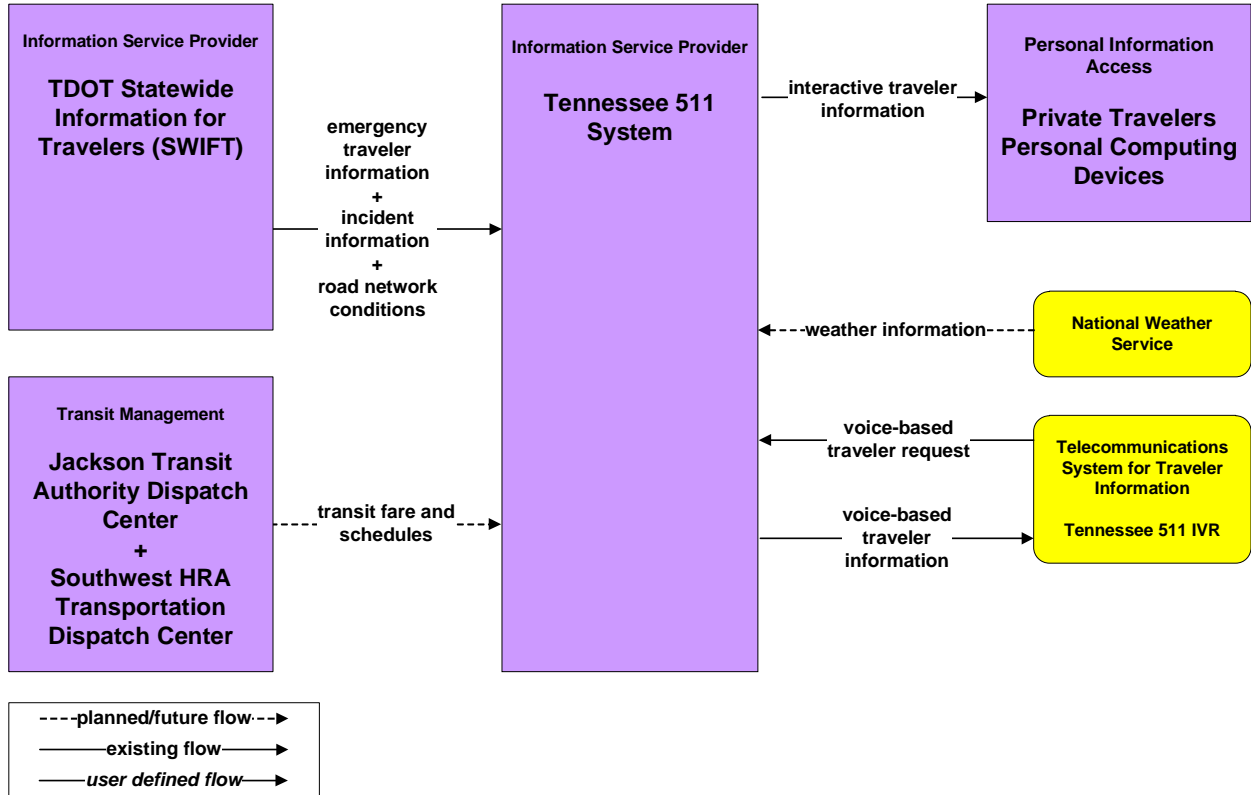 Information Service Provider
TDOT Statewide
Information for
Travelers (SWIFT)
emergency
traveler
information
+
incident
information
+
road network
conditions
Information Service Provider
Tennessee 511
System
interactive traveler
information
Personal Information
Access
Private Travelers
Personal Computing
Devices
weather information
National Weather
Service
Transit Management
Jackson Transit
Authority Dispatch
Center
+
Southwest HRA
Transportation
Dispatch Center
transit fare and
schedules
voice-based
traveler request
voice-based
traveler
information
Telecommunications
System for Traveler
Information
Tennessee 511 IVR
planned/future flow
existing flow
user defined flow